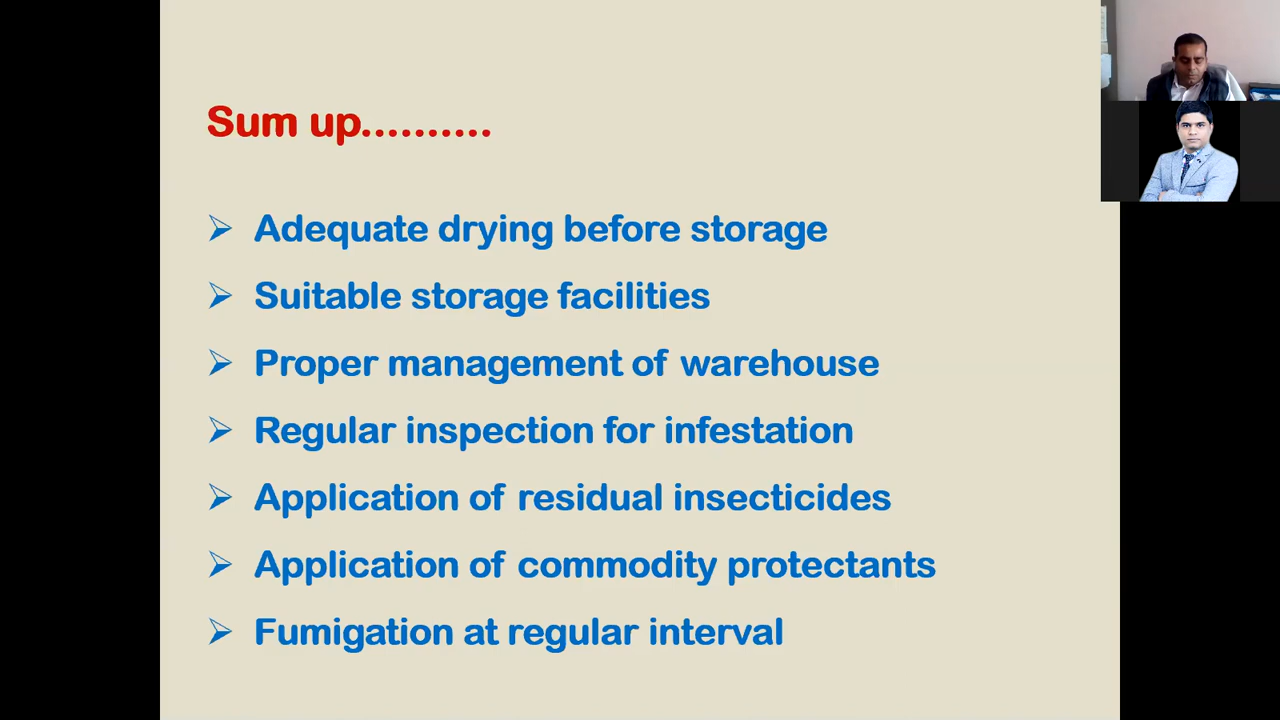 Sum up..........
Adequate drying before storage
Suitable storage facilities
Proper management of warehouse
Regular inspection for infestation
Application of residual insecticides
Application of commodity protectants
Fumigation at regular interval